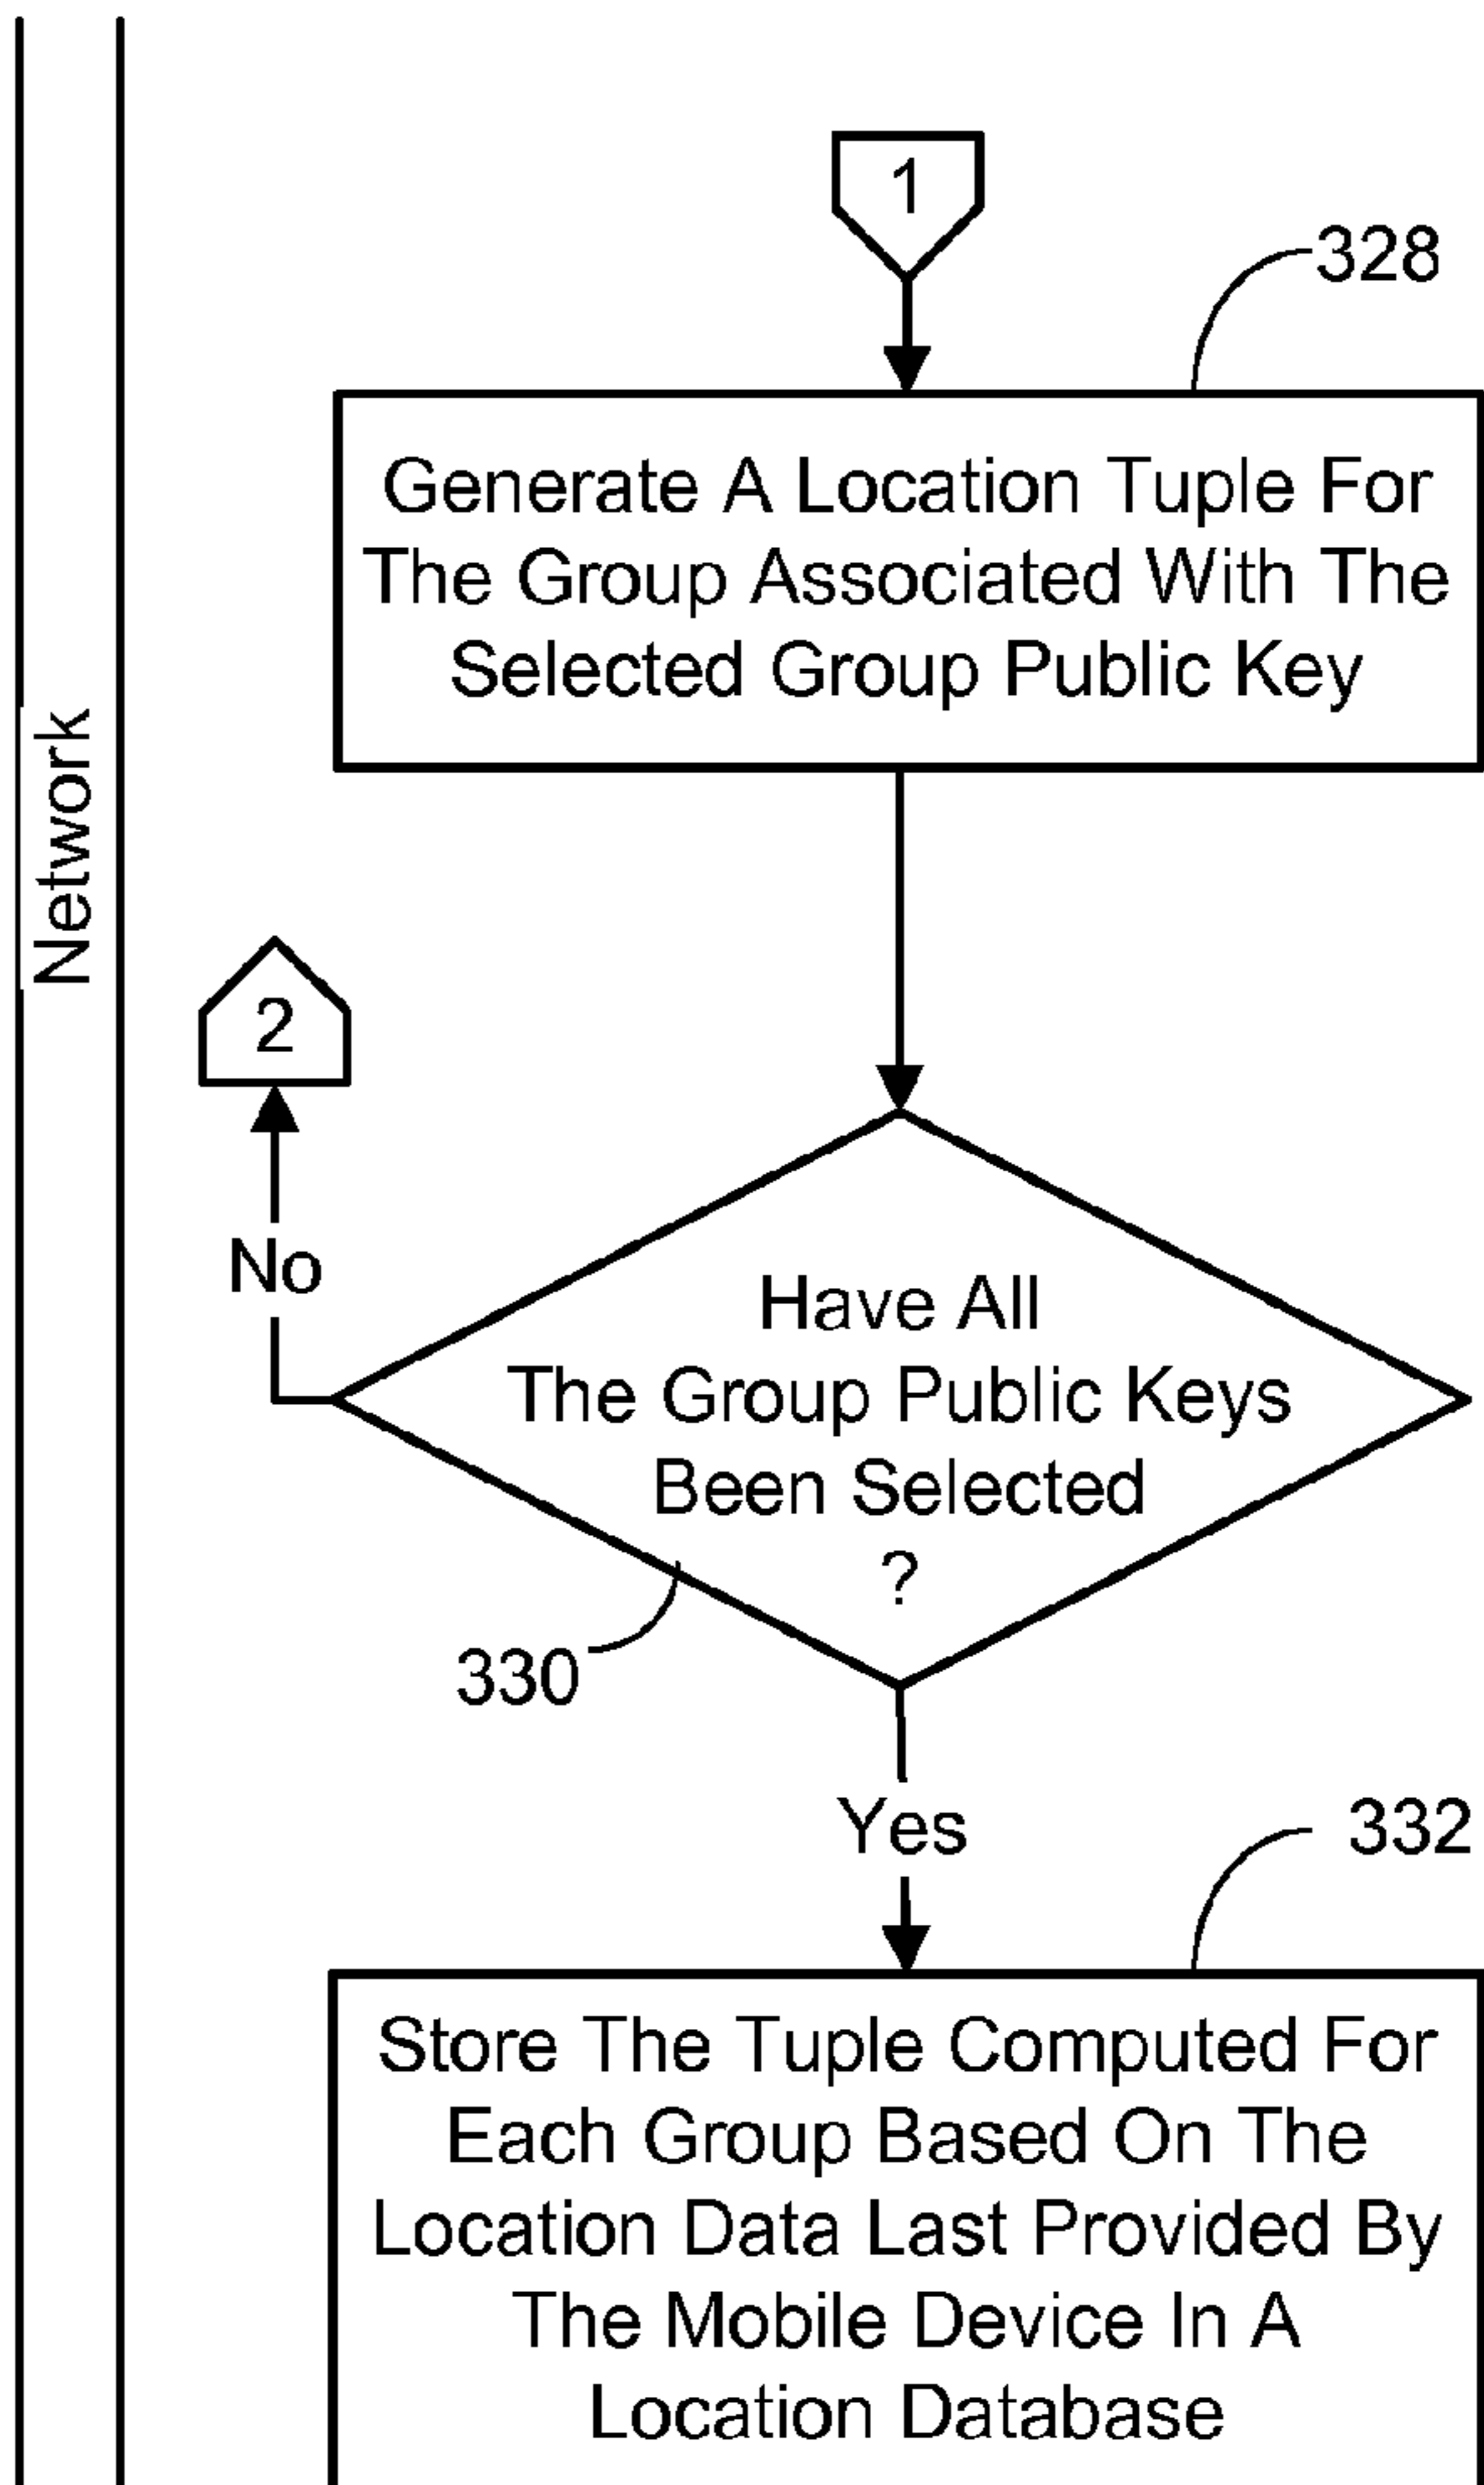 1
328
Generate A Location Tuple For
The Group Associated With The
Selected Group Public Key
Network
2
No
Have All
The Group Public Keys
Been Selected
?
330
Yes
332
Store The Tuple Computed For
Each Group Based On The
Location Data Last Provided By
The Mobile Device In A
Location Database